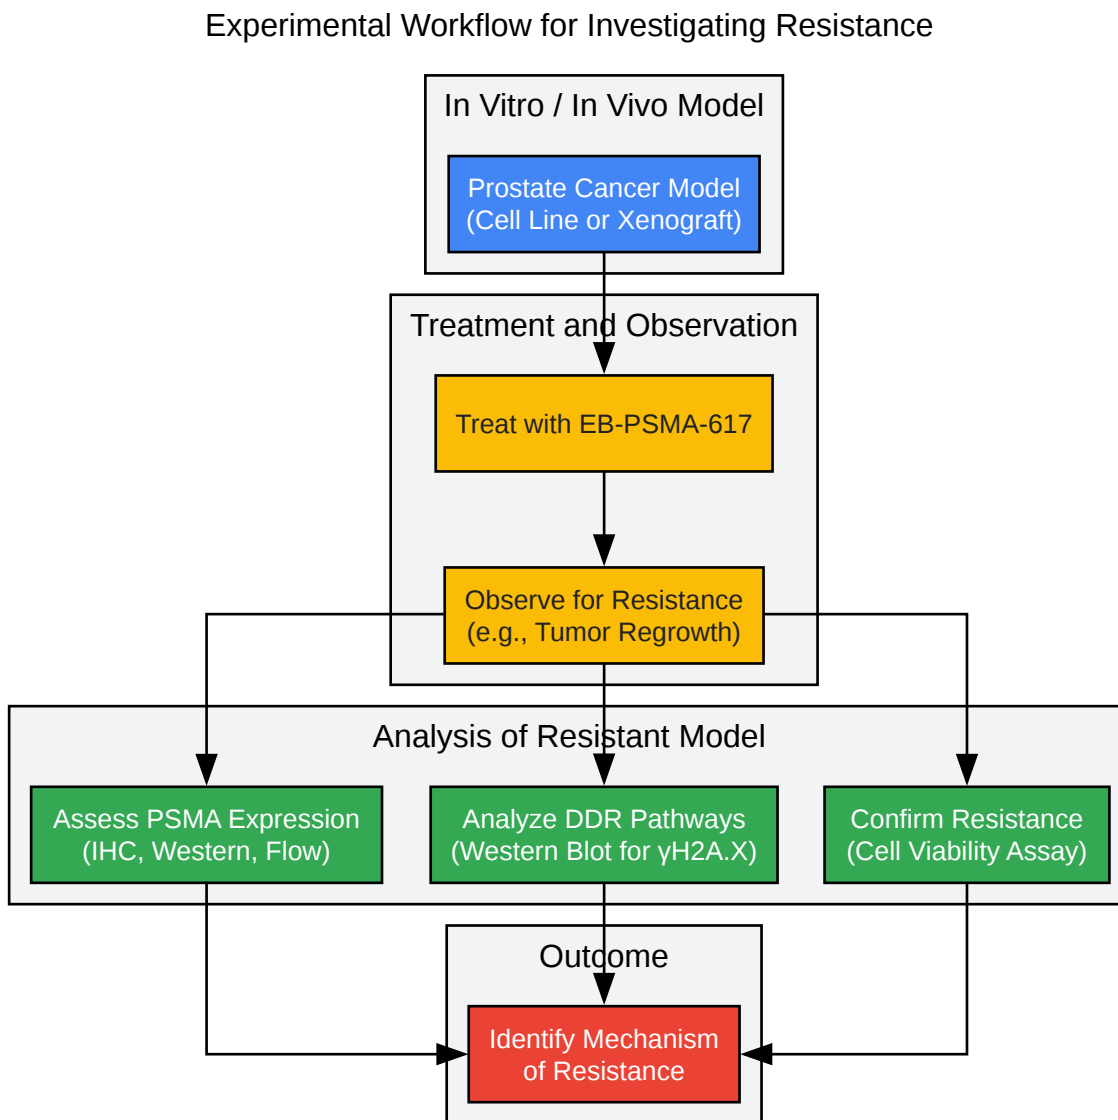 Experimental Workflow for Investigating Resistance
In Vitro / In Vivo Model
Prostate Cancer Model
(Cell Line or Xenograft)
Treatment and Observation
Treat with EB-PSMA-617
Observe for Resistance
(e.g., Tumor Regrowth)
Analysis of Resistant Model
Assess PSMA Expression
(IHC, Western, Flow)
Analyze DDR Pathways
(Western Blot for γH2A.X)
Confirm Resistance
(Cell Viability Assay)
Outcome
Identify Mechanism
of Resistance